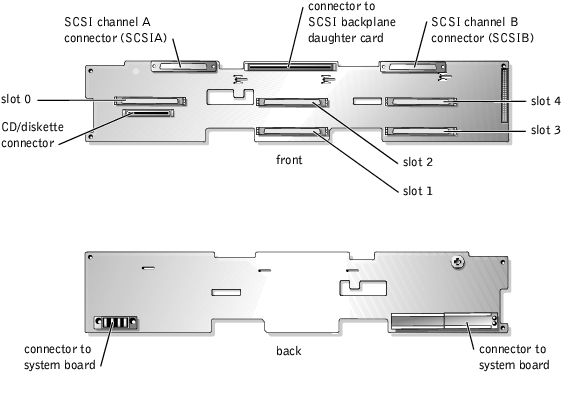 SCSI channel A
connector (SCSIA)
connector to
SCSI backplane
daughter card
SCSI channel B
connector (SCSIB)
slot 0
slot 4
CD/diskette
connector
slot 3
front
slot 2
slot 1
connector to
system board
back
connector to
system board